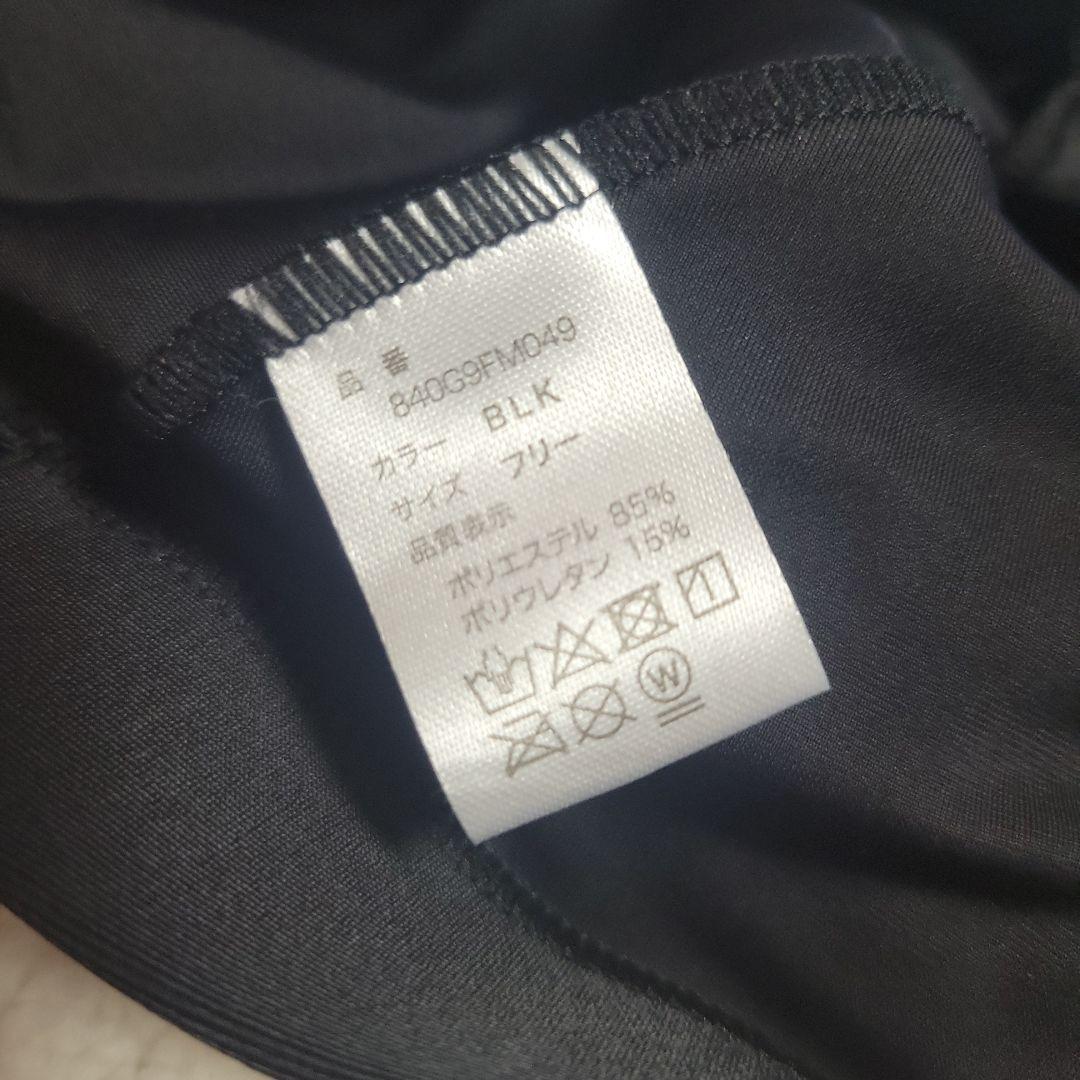 品番
840G9FM049
カラー BLK
サイズ フリー
品質表示
ポリエステル 85%
ポリウレタン 15%
W